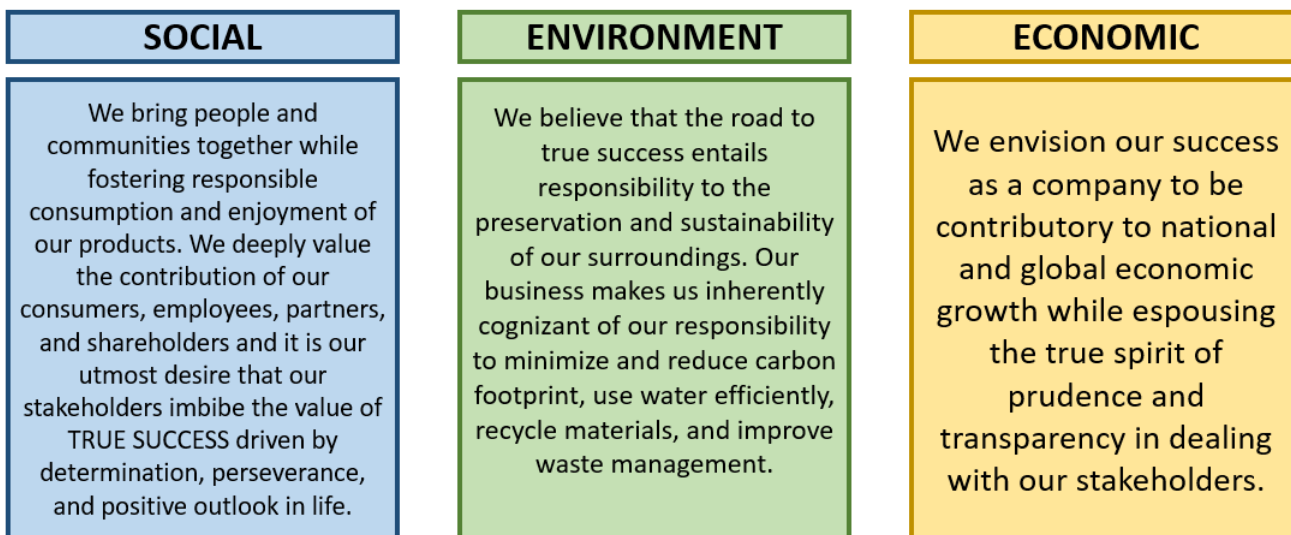 SOCIAL
We bring people and
communities together while
fostering responsible
consumption and enjoyment of
our products. We deeply value
the contribution of our
consumers, employees, partners,
and shareholders and it is our
utmost desire that our
stakeholders imbibe the value of
TRUE SUCCESS driven by
determination, perseverance,
and positive outlook in life.
ENVIRONMENT
We believe that the road to
true success entails
responsibility to the
preservation and sustainability
of our surroundings. Our
business makes us inherently
cognizant of our responsibility
to minimize and reduce carbon
footprint, use water efficiently,
recycle materials, and improve
waste management.
ECONOMIC
We envision our success
as a company to be
contributory to national
and global economic
growth while espousing
the true spirit of
prudence and
transparency in dealing
with our stakeholders.